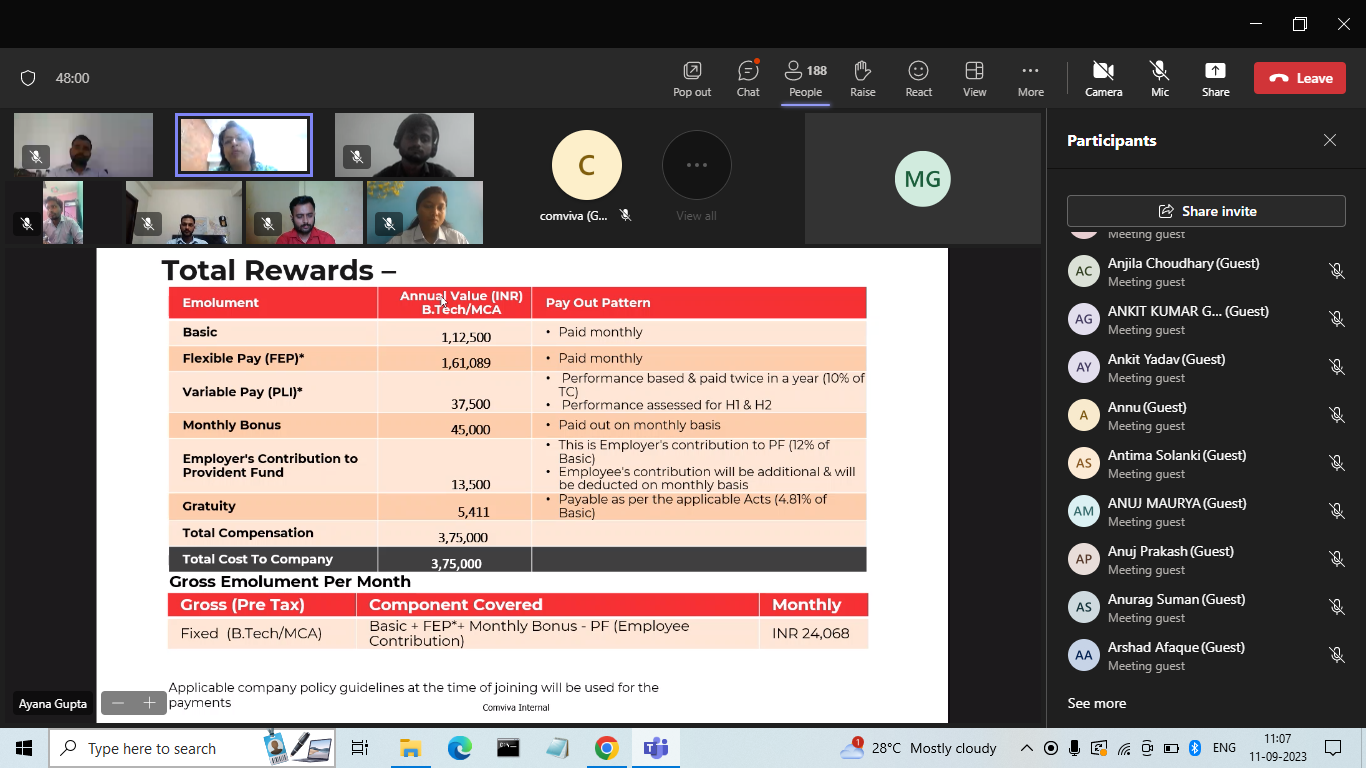 48:00
Pop out
Chat
188
People
Raise
React
View
More
Camera
Mic
Share
Leave
C
comviva (G...
View all
MG
Participants
Share invite
Meeting guest
AC
Anjila Choudhary (Guest)
Meeting guest
AG
ANKIT KUMAR G... (Guest)
Meeting guest
AY
Ankit Yadav (Guest)
Meeting guest
A
Annu (Guest)
Meeting guest
AS
Antima Solanki (Guest)
Meeting guest
AM
ANUJ MAURYA (Guest)
Meeting guest
AP
Anuj Prakash (Guest)
Meeting guest
AS
Anurag Suman (Guest)
Meeting guest
AA
Arshad Afaque (Guest)
Meeting guest
See more
Total Rewards –
Emolument
Annual Value (INR)
B.Tech/MCA
Pay Out Pattern
Basic
1,12,500
• Paid monthly
Flexible Pay (FEP)*
1,61,089
• Paid monthly
Variable Pay (PLI)*
37,500
• Performance based & paid twice in a year (10% of
TC)
• Performance assessed for H1 & H2
Monthly Bonus
45,000
• Paid out on monthly basis
Employer's Contribution to
Provident Fund
13,500
• This is Employer's contribution to PF (12% of
Basic)
• Employee's contribution will be additional & will
be deducted on monthly basis
Gratuity
5,411
• Payable as per the applicable Acts (4.81% of
Basic)
Total Compensation
3,75,000
Total Cost To Company
3,75,000
Gross Emolument Per Month
Gross (Pre Tax)
Component Covered
Monthly
Fixed (B.Tech/MCA)
Basic + FEP*+ Monthly Bonus - PF (Employee
Contribution)
INR 24,068
Applicable company policy guidelines at the time of joining will be used for the
payments
Comviva Internal
Ayana Gupta
Type here to search
1
28°C Mostly cloudy
ENG
11:07
11-09-2023